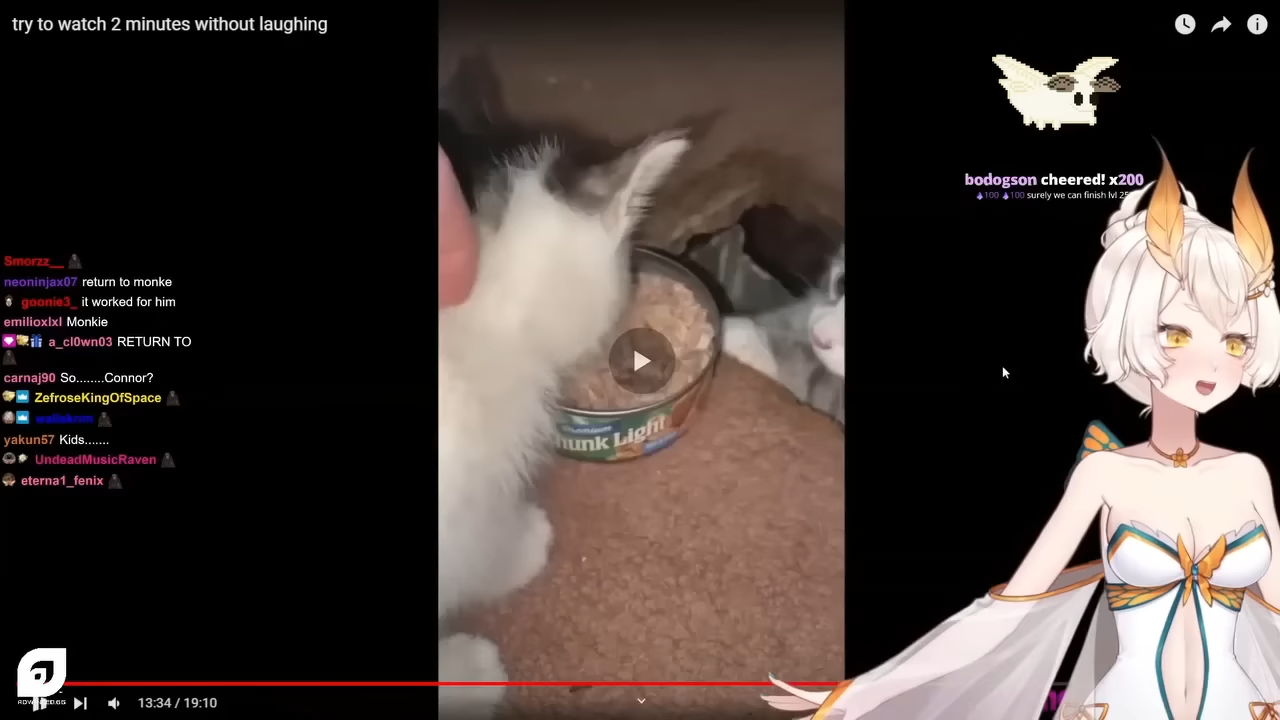 try to watch 2 minutes without laughing
bodogson cheered! x200
100 100 surely we can finish lvl
Smorzz__
neoninjax07 return to monke
goonie3_ it worked for him
emilioxlxl Monkie
a_cl0wn03 RETURN TO
carnaj90 So........Connor?
ZefroseKingOfSpace
yakun57 Kids.......
UndeadMusicRaven
eterna1_fenix
hunk Light
13:34 / 19:10